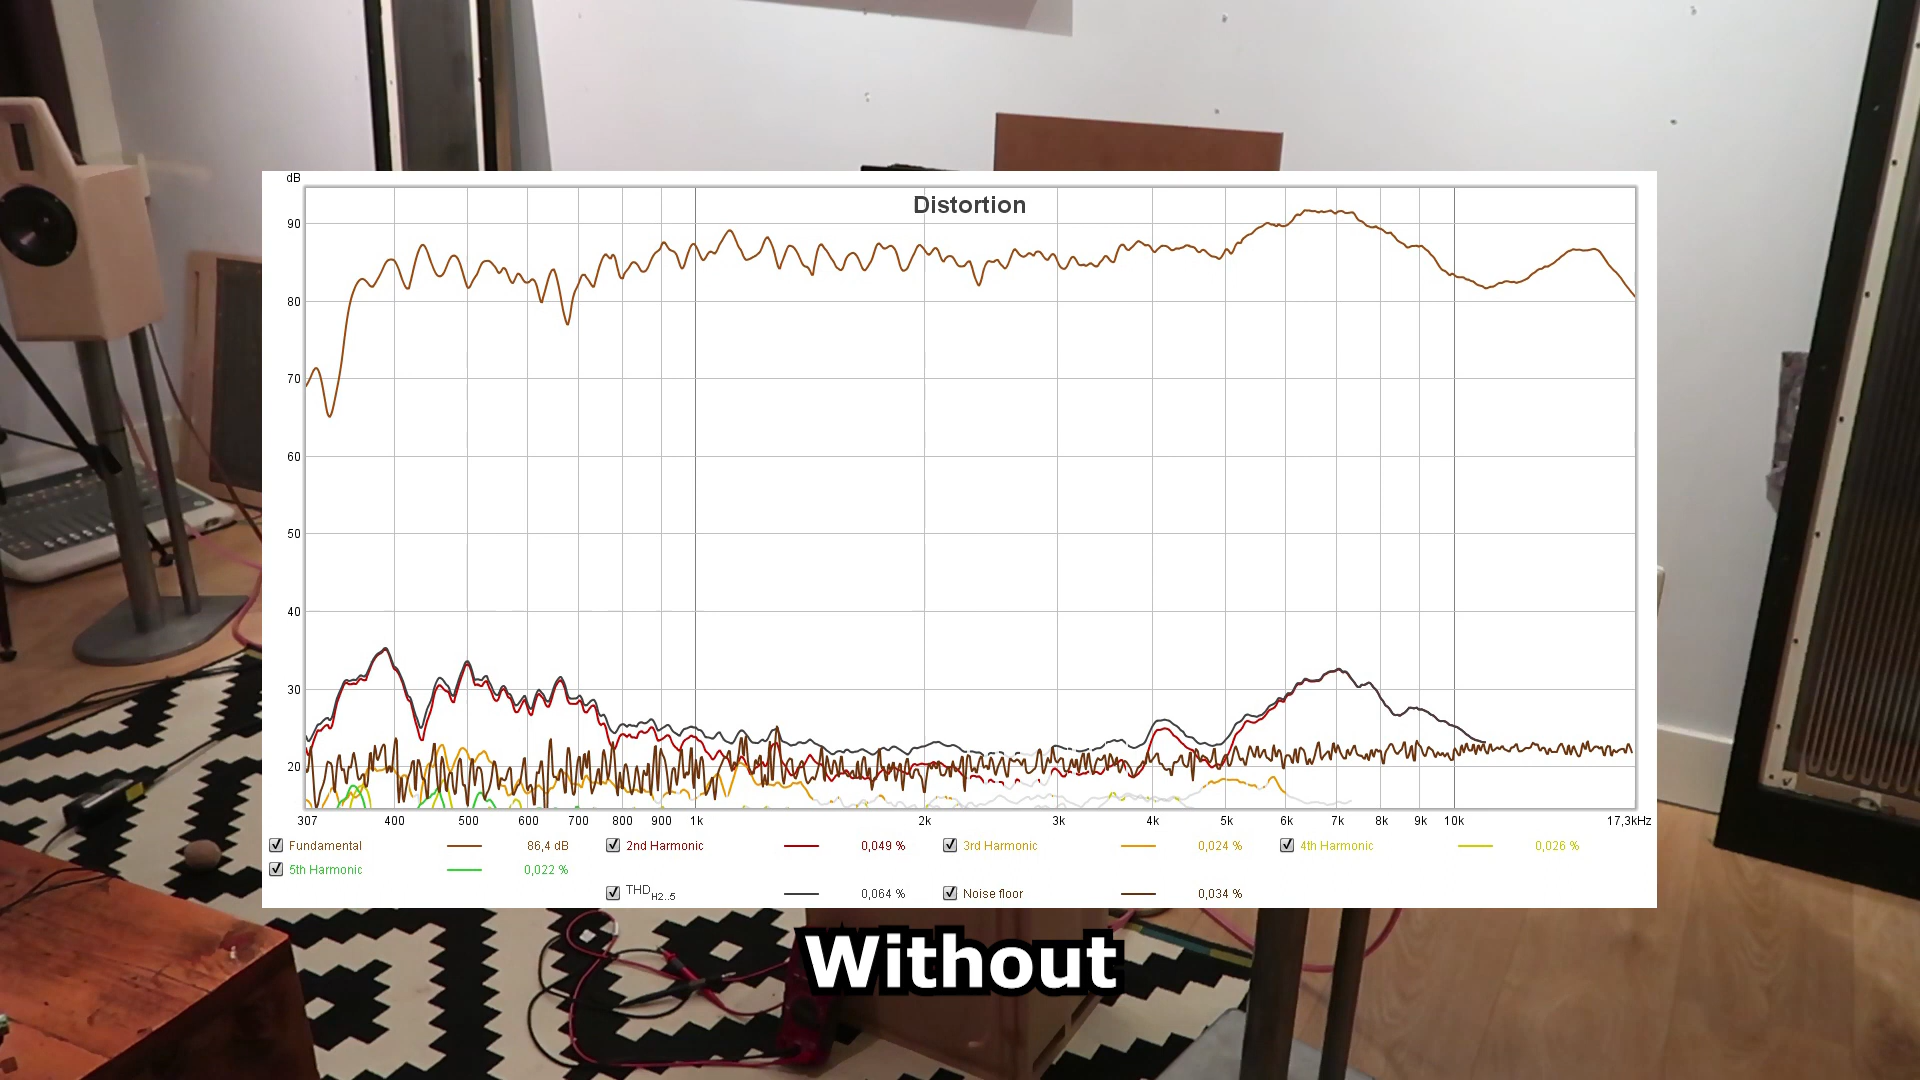 dB
Distortion
90
80
70
60
50
40
30
20
307 400 500 600 700 800 900 1k 2k 3k 4k 5k 6k 7k 8k 9k 10k 17,3kHz
Fundamental 86,4 dB 2nd Harmonic 0,049 % 3rd Harmonic 0,024 % 4th Harmonic 0,026 %
5th Harmonic 0,022 %
THD H2..5 0,064 % Noise floor 0,034 %
Without